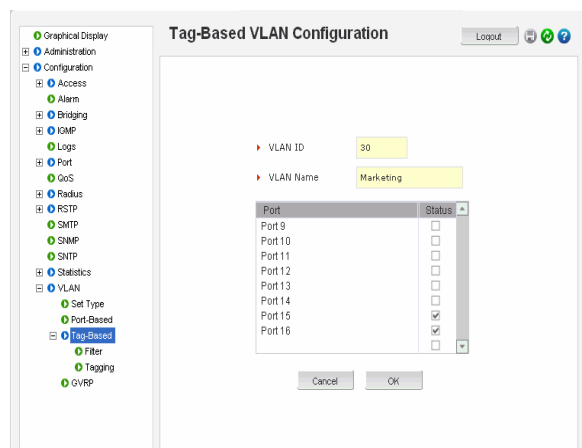 Graphical Display
Administration
Configuration
Access
Alarm
Bridging
IGMP
Logs
Port
QoS
Radius
RSTP
SMTP
SNMP
SNTP
Statistics
VLAN
Set Type
Port-Based
Tag-Based
Filter
Tagging
GVRP
Tag-Based VLAN Configuration
Logout
VLAN ID 30
VLAN Name Marketing
Port Status
Port 9
Port 10
Port 11
Port 12
Port 13
Port 14
Port 15
Port 16
Cancel OK